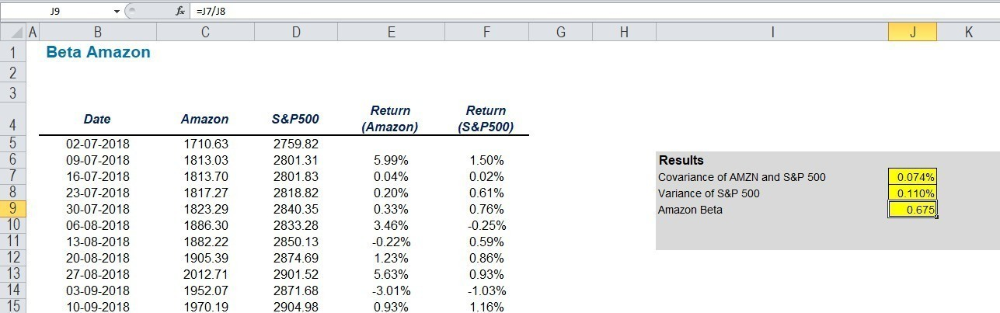 J9 fx =J7/J8
A B C D E F G H I J K
1 Beta Amazon
2
3
4 Date Amazon S&P500 Return (Amazon) Return (S&P500)
5 02-07-2018 1710.63 2759.82
6 09-07-2018 1813.03 2801.31 5.99% 1.50% Results
7 16-07-2018 1813.70 2801.83 0.04% 0.02% Covariance of AMZN and S&P 500 0.074%
8 23-07-2018 1817.27 2818.82 0.20% 0.61% Variance of S&P 500 0.110%
9 30-07-2018 1823.29 2840.35 0.33% 0.76% Amazon Beta 0.675
10 06-08-2018 1886.30 2833.28 3.46% -0.25%
11 13-08-2018 1882.22 2850.13 -0.22% 0.59%
12 20-08-2018 1905.39 2874.69 1.23% 0.86%
13 27-08-2018 2012.71 2901.52 5.63% 0.93%
14 03-09-2018 1952.07 2871.68 -3.01% -1.03%
15 10-09-2018 1970.19 2904.98 0.93% 1.16%